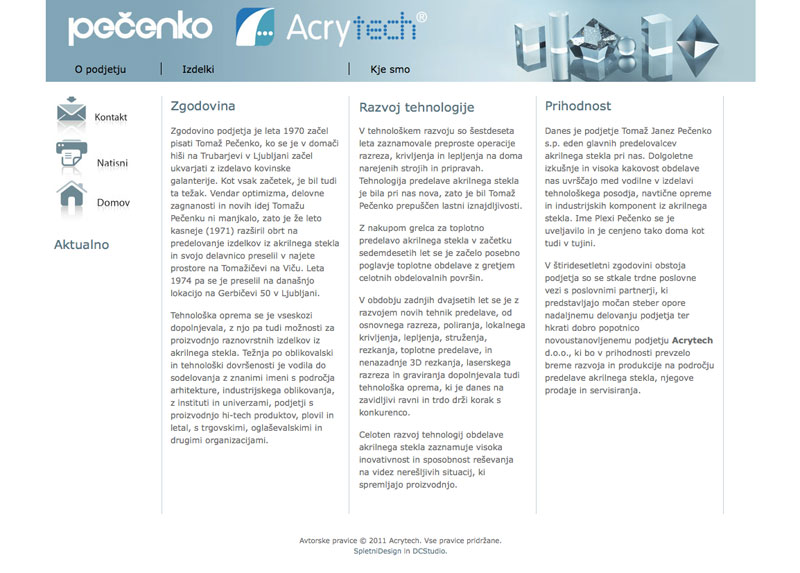 pečenko Acrytech®
O podjetju Izdelki Kje smo
Kontakt
Natisni
Domov
Aktualno
Zgodovina
Zgodovino podjetja je leta 1970 začel
pisati Tomaž Pečenko, ko se je v domači
hiši na Trubarjevi v Ljubljani začel
ukvarjati z izdelavo kovinske
galanterije. Kot vsak začetek, je bil tudi
ta težak. Vendar optimizma, delovne
zagnanosti in novih idej Tomažu
Pečenku ni manjkalo, zato je že leto
kasneje (1971) razširil obrt na
predelovanje izdelkov iz akrilnega stekla
in svojo delavnico preselil v najete
prostore na Tomažičevi na Viču. Leta
1974 pa se je preselil na današnjo
lokacijo na Gerbičevi 50 v Ljubljani.
Tehnološka oprema se je vseskozi
dopolnjevala, z njo pa tudi možnosti za
proizvodnjo raznovrstnih izdelkov iz
akrilnega stekla. Težnja po oblikovalski
in tehnološki dovršenosti je vodila do
sodelovanja z znanimi imeni s področja
arhitekture, industrijskega oblikovanja,
z instituti in univerzami, podjetji s
proizvodnjo hi-tech produktov, plovil in
letal, s trgovskimi, oglaševalskimi in
drugimi organizacijami.
Razvoj tehnologije
V tehnološkem razvoju so šestdeseta
leta zaznamovale preproste operacije
razreza, krivljenja in lepljenja na doma
narejenih strojih in pripravah.
Tehnologija predelave akrilnega stekla
je bila pri nas nova, zato je bil Tomaž
Pečenko prepuščen lastni iznajdljivosti.
Z nakupom grelca za toplotno
predelavo akrilnega stekla v začetku
sedemdesetih let se je začelo posebno
poglavje toplotne obdelave z gretjem
celotnih obdelovalnih površin.
V obdobju zadnjih dvajsetih let se je z
razvojem novih tehnik predelave, od
osnovnega razreza, poliranja, lokalnega
krivljenja, lepljenja, struženja,
rezkanja, toplotne predelave, in
nenazadnje 3D rezkanja, laserskega
razreza in graviranja dopolnjevala tudi
tehnološka oprema, ki je danes na
zavidljivi ravni in trdo drži korak s
konkurenco.
Celoten razvoj tehnologij obdelave
akrilnega stekla zaznamuje visoka
inovativnost in sposobnost reševanja
na videz nerešljivih situacij, ki
spremljajo proizvodnjo.
Prihodnost
Danes je podjetje Tomaž Janez Pečenko
s.p. eden glavnih predelovalcev
akrilnega stekla pri nas. Dolgoletne
izkušnje in visoka kakovost obdelave
nas uvrščajo med vodilne v izdelavi
tehnološkega posodja, navtične opreme
in industrijskih komponent iz akrilnega
stekla. Ime Plexi Pečenko se je
uveljavilo in je cenjeno tako doma kot
tudi v tujini.
V štiridesetletni zgodovini obstoja
podjetja so se stkale trdne poslovne
vezi s poslovnimi partnerji, ki
predstavljajo močan steber opore
nadaljnemu delovanju podjetja ter
hkrati dobro popotnico
novoustanovljenemu podjetju Acrytech
d.o.o., ki bo v prihodnosti prevzelo
breme razvoja in produkcije na področju
predelave akrilnega stekla, njegove
prodaje in servisiranja.
Avtorske pravice © 2011 Acrytech. Vse pravice pridržane.
SpletniDesign in DCStudio.